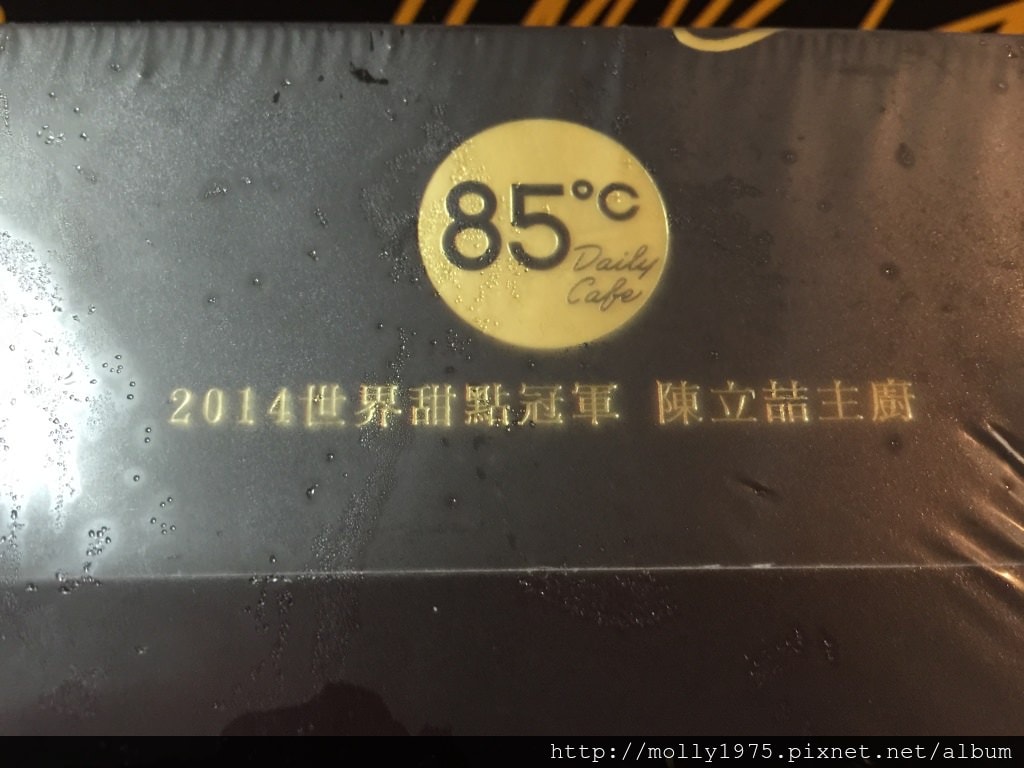 85°C
Daily
Cafe
2014世界甜點冠軍 陳立喆主廚
http://molly1975.pixnet.net/album